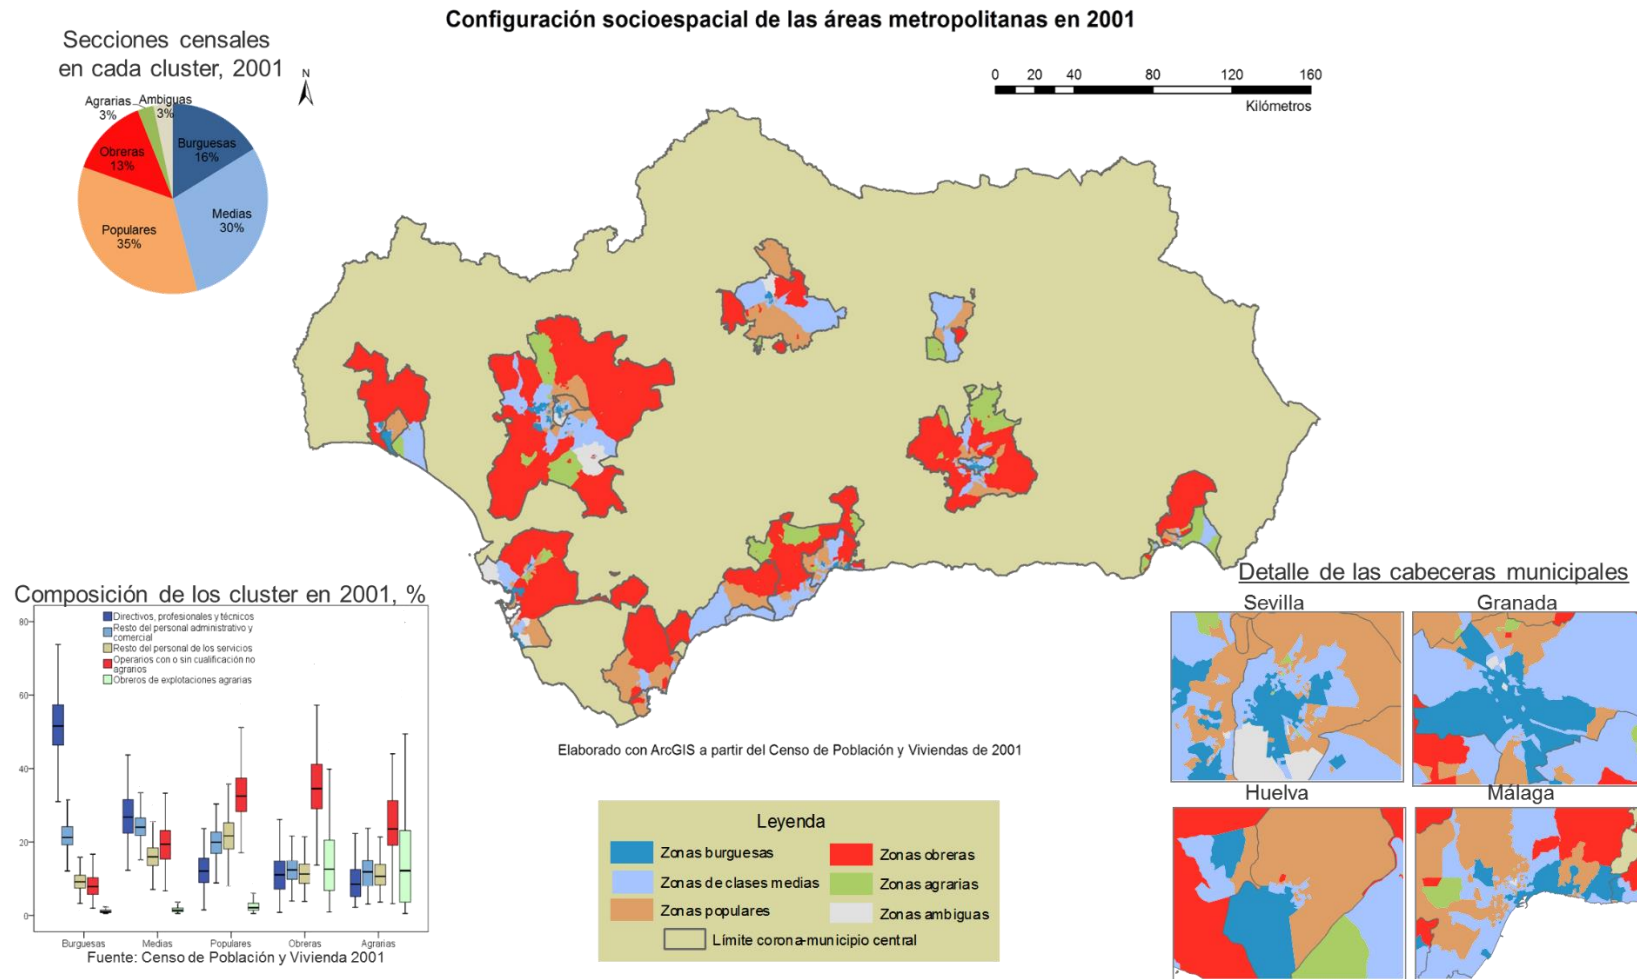 Configuración socioespacial de las áreas metropolitanas en 2001
Secciones censales
en cada cluster, 2001
Agrarias
3%
Ambiguas
3%
Burguesas
16%
Obreras
13%
Medias
30%
Populares
35%
N
0 20 40 80 120 160
Kilómetros
Composición de los cluster en 2001, %
Directivos, profesionales y técnicos
Resto del personal administrativo y
comercial
Resto del personal de los servicios
Operarios con o sin cualificación no
agrarios
Obreros de explotaciones agrarias
80
60
40
20
0
Burguesas Medias Populares Obreras Agrarias
Fuente: Censo de Población y Vivienda 2001
Elaborado con ArcGIS a partir del Censo de Población y Viviendas de 2001
Leyenda
Zonas burguesas
Zonas obreras
Zonas de clases medias
Zonas agrarias
Zonas populares
Zonas ambiguas
Límite corona-municipio central
Detalle de las cabeceras municipales
Sevilla
Granada
Huelva
Málaga